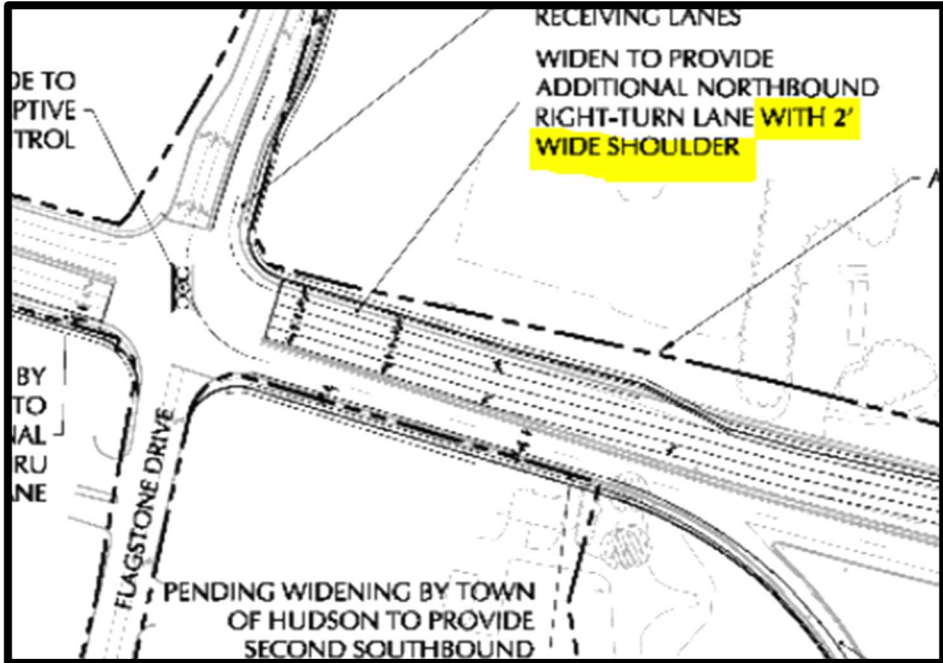 RECEIVING LANES
WIDEN TO PROVIDE
ADDITIONAL NORTHBOUND
RIGHT-TURN LANE WITH 2'
WIDE SHOULDER
DE TO
PTIVE
TROL
A
BY
TO
NAL
RU
ANE
FLAGSTONE DRIVE
PENDING WIDENING BY TOWN
OF HUDSON TO PROVIDE
SECOND SOUTHBOUND